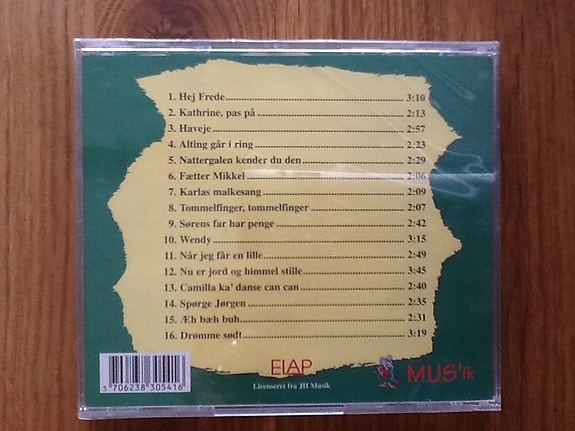 1. Hej Frede 3:10
2. Kathrine, pas på 2:13
3. Haveje 2:57
4. Alting går i ring 2:23
5. Nattergalen kender du den 2:29
6. Fætter Mikkel 2:06
7. Karlas malkesang 2:09
8. Tommelfinger, tommelfinger 2:07
9. Sørens far har penge 2:42
10. Wendy 3:15
11. Når jeg får en lille 2:49
12. Nu er jord og himmel stille 3:45
13. Camilla ka' danse can can 2:40
14. Spørge Jørgen 2:35
15. Æh bæh buh 2:31
16. Drømme sødt 3:19
5 706238 305416
ELAP
Licenseret fra JH Musik
MUS'ik